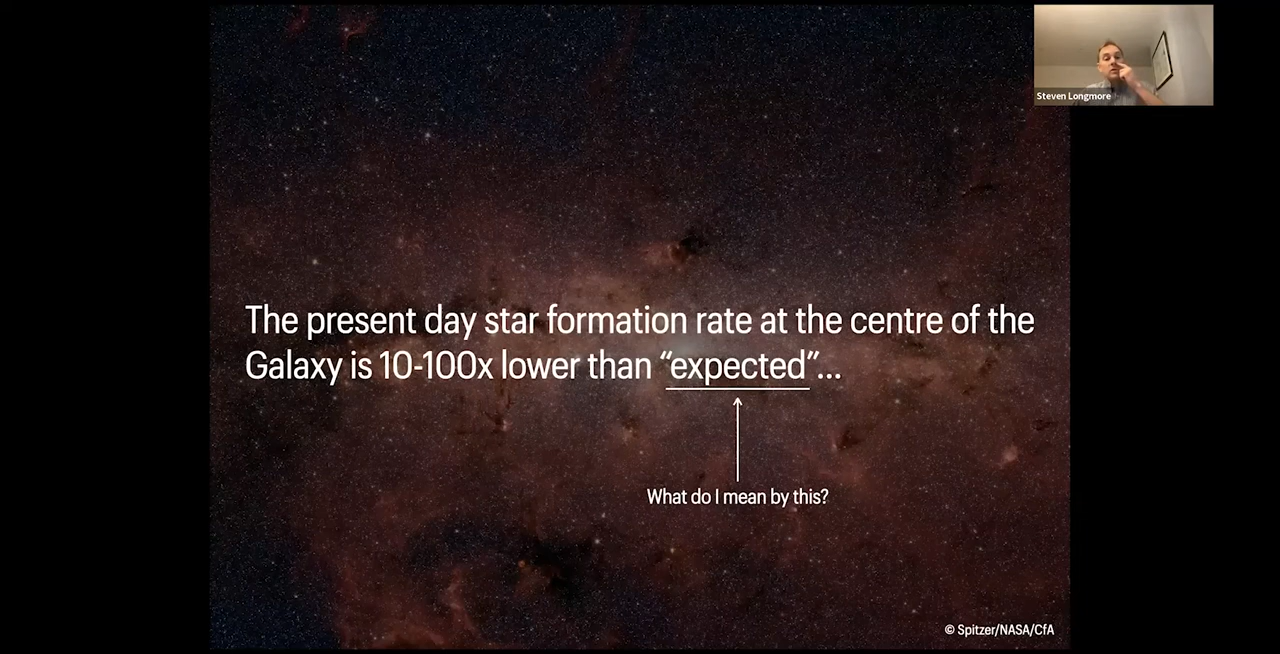 Steven Longmore
The present day star formation rate at the centre of the
Galaxy is 10-100x lower than “expected”...
What do I mean by this?
© Spitzer/NASA/CfA